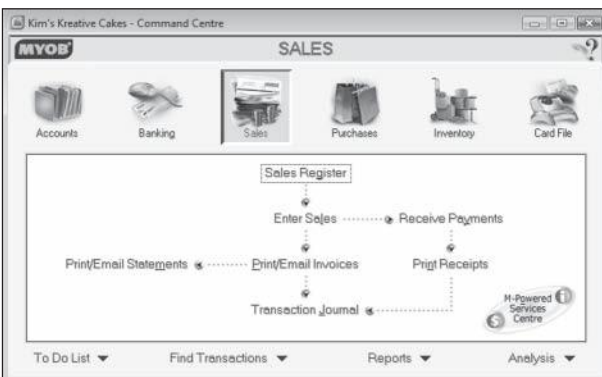 Kim's Kreative Cakes - Command Centre
MYOB SALES ?
Accounts Banking Sales Purchases Inventory Card File
Sales Register
Enter Sales Receive Payments
Print/Email Statements Print/Email Invoices Print Receipts
Transaction Journal
M-Powered
Services
Centre
To Do List Find Transactions Reports Analysis